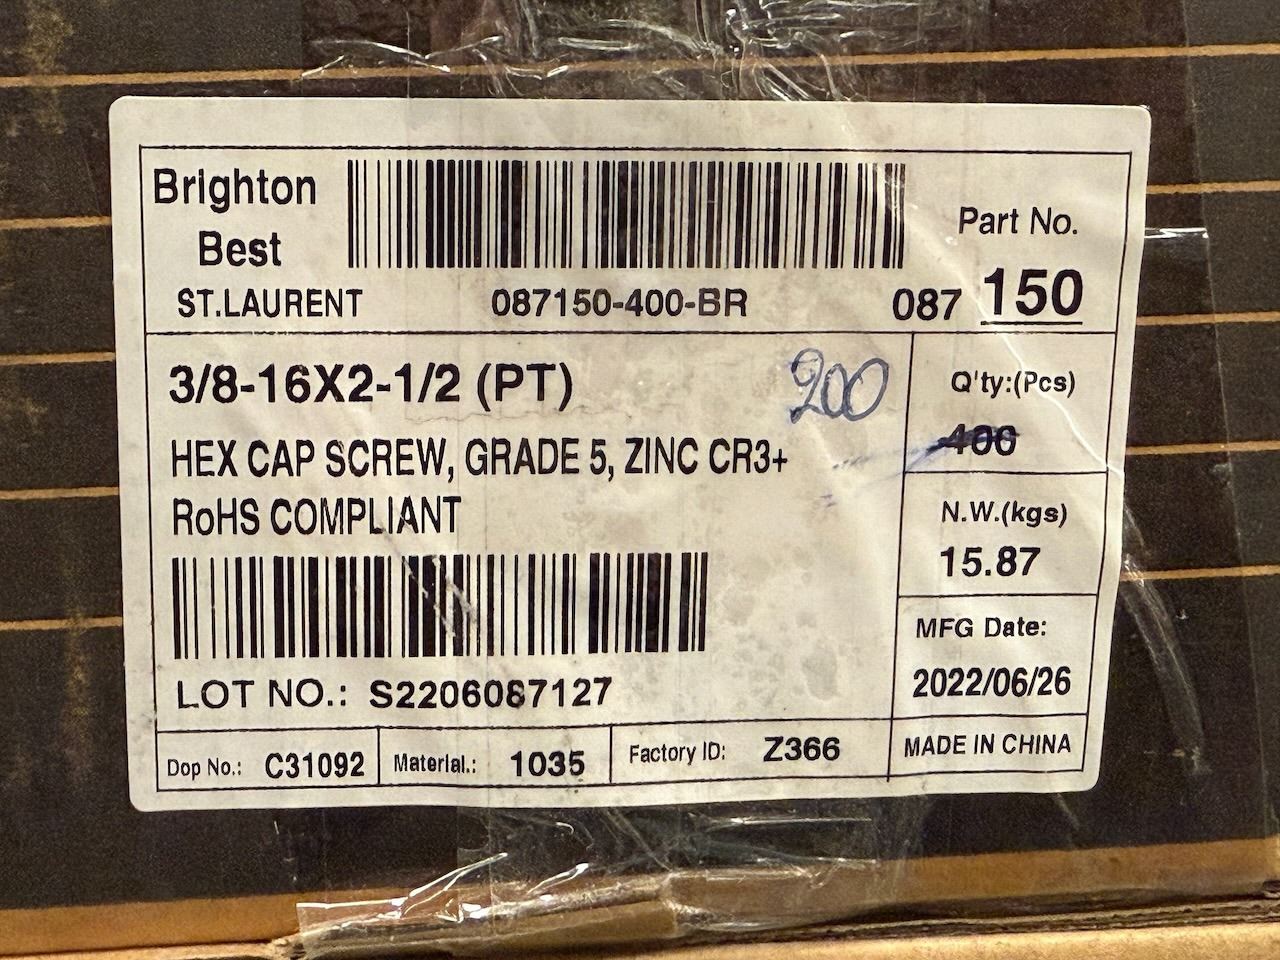 Brighton
Best
ST.LAURENT
087150-400-BR
Part No.
087 150
3/8-16X2-1/2 (PT)
200
HEX CAP SCREW, GRADE 5, ZINC CR3+
RoHS COMPLIANT
Q'ty:(Pcs)
400
N.W.(kgs)
15.87
MFG Date:
2022/06/26
LOT NO.: S2206087127
Dop No.: C31092
Material.: 1035
Factory ID: Z366
MADE IN CHINA